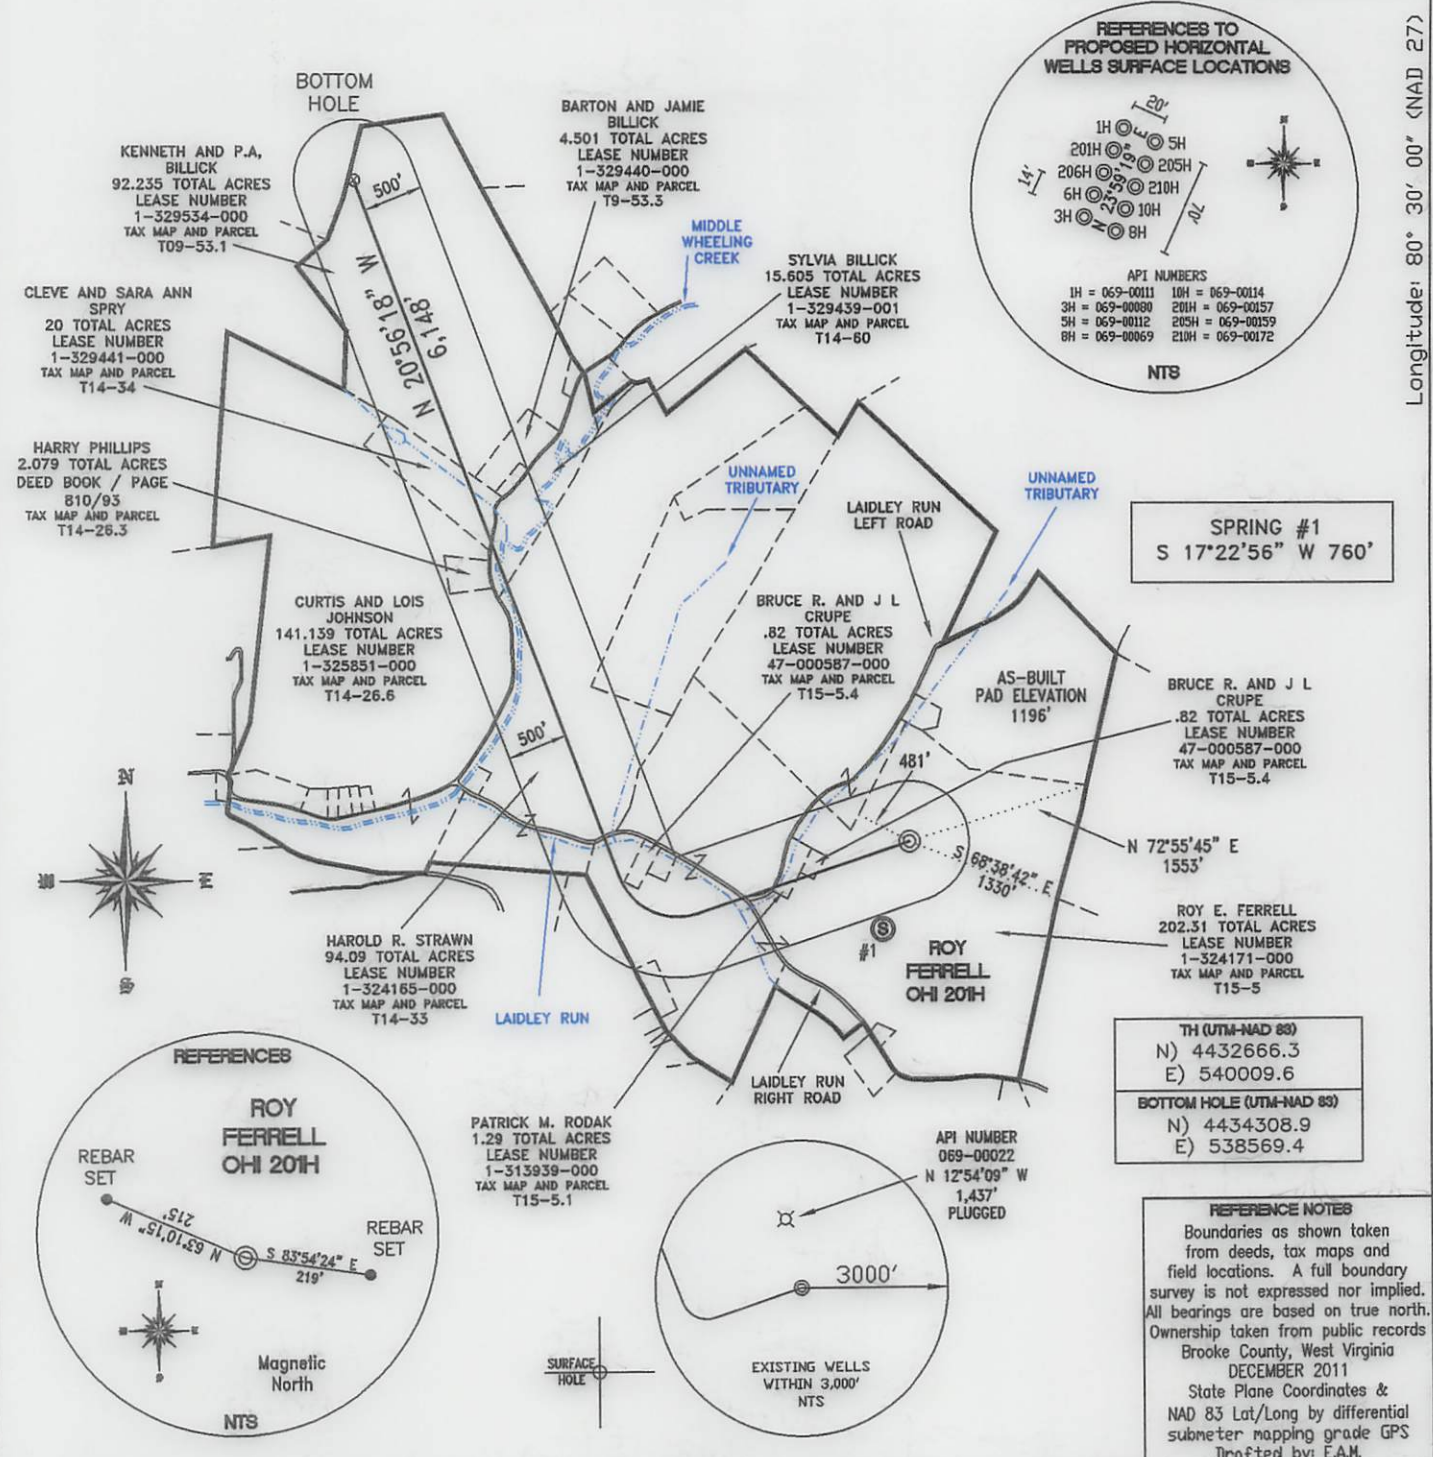 BOTTOM
HOLE
KENNETH AND P.A,
BILLICK
92.235 TOTAL ACRES
LEASE NUMBER
1-329534-000
TAX MAP AND PARCEL
T09-53.1
BARTON AND JAMIE
BILLICK
4.501 TOTAL ACRES
LEASE NUMBER
1-329440-000
TAX MAP AND PARCEL
T9-53.3
MIDDLE
WHEELING
CREEK
SYLVIA BILLICK
15.605 TOTAL ACRES
LEASE NUMBER
1-329439-001
TAX MAP AND PARCEL
T14-60
REFERENCES TO
PROPOSED HORIZONTAL
WELLS SURFACE LOCATIONS
20'
1H
5H
201H
205H
206H
210H
6H
10H
3H
8H
14'
70'
N 23°59'19" E
API NUMBERS
1H = 069-00111 10H = 069-00114
3H = 069-00080 201H = 069-00157
5H = 069-00112 205H = 069-00159
8H = 069-00069 210H = 069-00172
NTS
Longitude: 80° 30' 00" (NAD 27)
500'
N 20°56'18" W
6,148'
CLEVE AND SARA ANN
SPRY
20 TOTAL ACRES
LEASE NUMBER
1-329441-000
TAX MAP AND PARCEL
T14-34
HARRY PHILLIPS
2.079 TOTAL ACRES
DEED BOOK / PAGE
810/93
TAX MAP AND PARCEL
T14-26.3
CURTIS AND LOIS
JOHNSON
141.139 TOTAL ACRES
LEASE NUMBER
1-325851-000
TAX MAP AND PARCEL
T14-26.6
UNNAMED
TRIBUTARY
LAIDLEY RUN
LEFT ROAD
UNNAMED
TRIBUTARY
SPRING #1
S 17°22'56" W 760'
BRUCE R. AND J L
CRUPE
.82 TOTAL ACRES
LEASE NUMBER
47-000587-000
TAX MAP AND PARCEL
T15-5.4
AS-BUILT
PAD ELEVATION
1196'
BRUCE R. AND J L
CRUPE
.82 TOTAL ACRES
LEASE NUMBER
47-000587-000
TAX MAP AND PARCEL
T15-5.4
500'
481'
N 72°55'45" E
1553'
S 68°38'42" E
1330'
N
E
S
ROY E. FERRELL
202.31 TOTAL ACRES
LEASE NUMBER
1-324171-000
TAX MAP AND PARCEL
T15-5
S
#1
ROY
FERRELL
OHI 201H
HAROLD R. STRAWN
94.09 TOTAL ACRES
LEASE NUMBER
1-324165-000
TAX MAP AND PARCEL
T14-33
LAIDLEY RUN
LAIDLEY RUN
RIGHT ROAD
TH (UTM-NAD 83)
N) 4432666.3
E) 540009.6
BOTTOM HOLE (UTM-NAD 83)
N) 4434308.9
E) 538569.4
REFERENCES
ROY
FERRELL
OHI 201H
REBAR
SET
215'
N 63°10'15" W
S 83°54'24" E
219'
REBAR
SET
Magnetic
North
NTS
PATRICK M. RODAK
1.29 TOTAL ACRES
LEASE NUMBER
1-313939-000
TAX MAP AND PARCEL
T15-5.1
API NUMBER
069-00022
N 12°54'09" W
1,437'
PLUGGED
3000'
EXISTING WELLS
WITHIN 3,000'
NTS
SURFACE
HOLE
REFERENCE NOTES
Boundaries as shown taken
from deeds, tax maps and
field locations. A full boundary
survey is not expressed nor implied.
All bearings are based on true north.
Ownership taken from public records
Brooke County, West Virginia
DECEMBER 2011
State Plane Coordinates &
NAD 83 Lat/Long by differential
submeter mapping grade GPS
Drafted by: E.A.M.